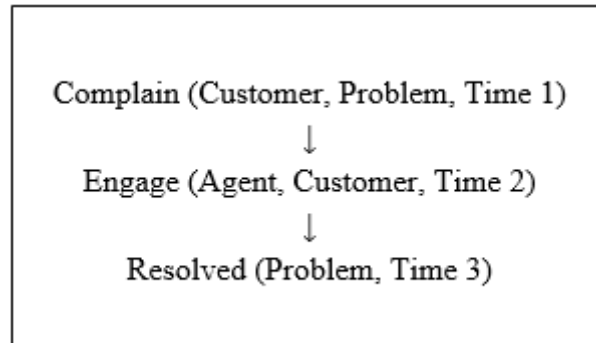 Complain (Customer, Problem, Time 1)
↓
Engage (Agent, Customer, Time 2)
↓
Resolved (Problem, Time 3)